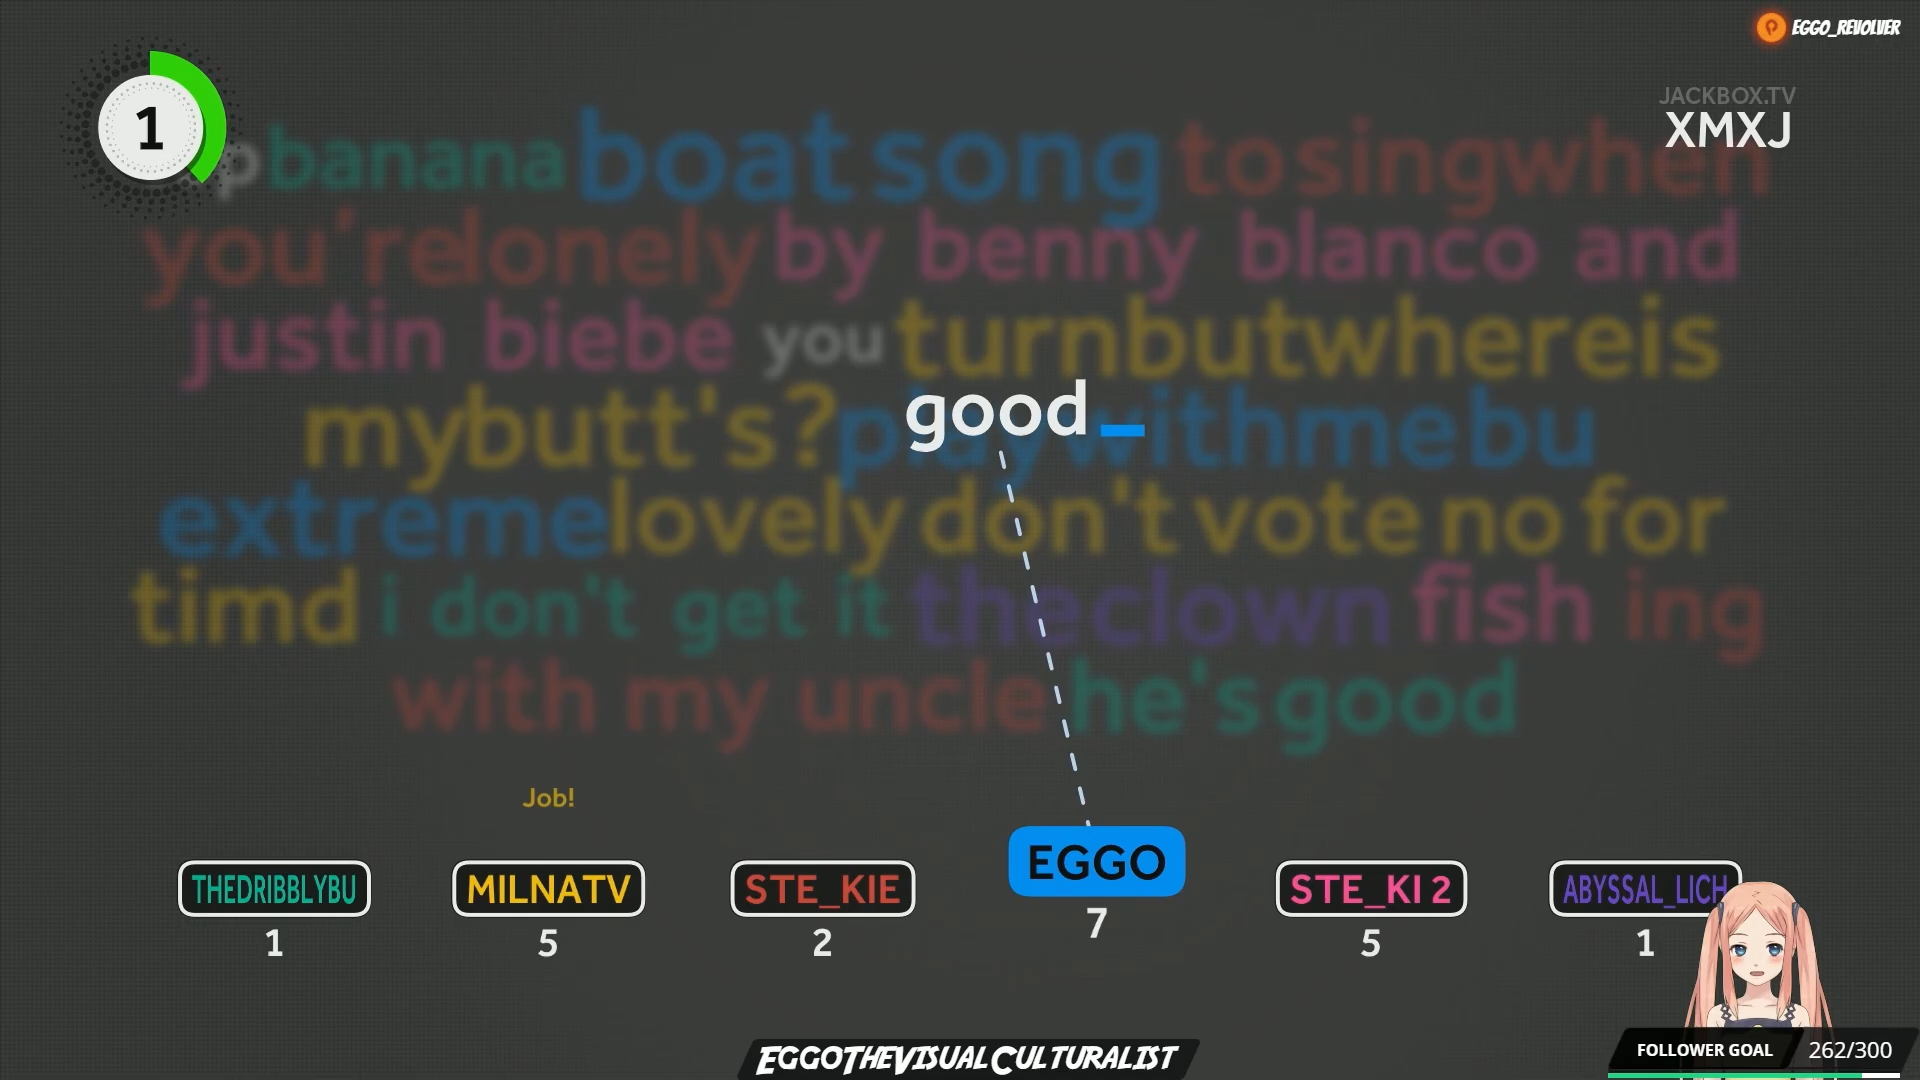 EGGO_REVOLVER
JACKBOX.TV
XMXJ
1
p banana boat song to sing when
you're lonely by benny blanco and
justin biebe you turn but where is
my butt's? play with me bu
good_
extreme lovely don't vote no for
timd i don't get it the clown fish ing
with my uncle he's good
Job!
THEDRIBBLYBU MILNATV STE_KIE EGGO STE_KI 2 ABYSSAL_LICH
1 5 2 7 5 1
EGGOTHEVISUALCULTURALIST
FOLLOWER GOAL 262/300